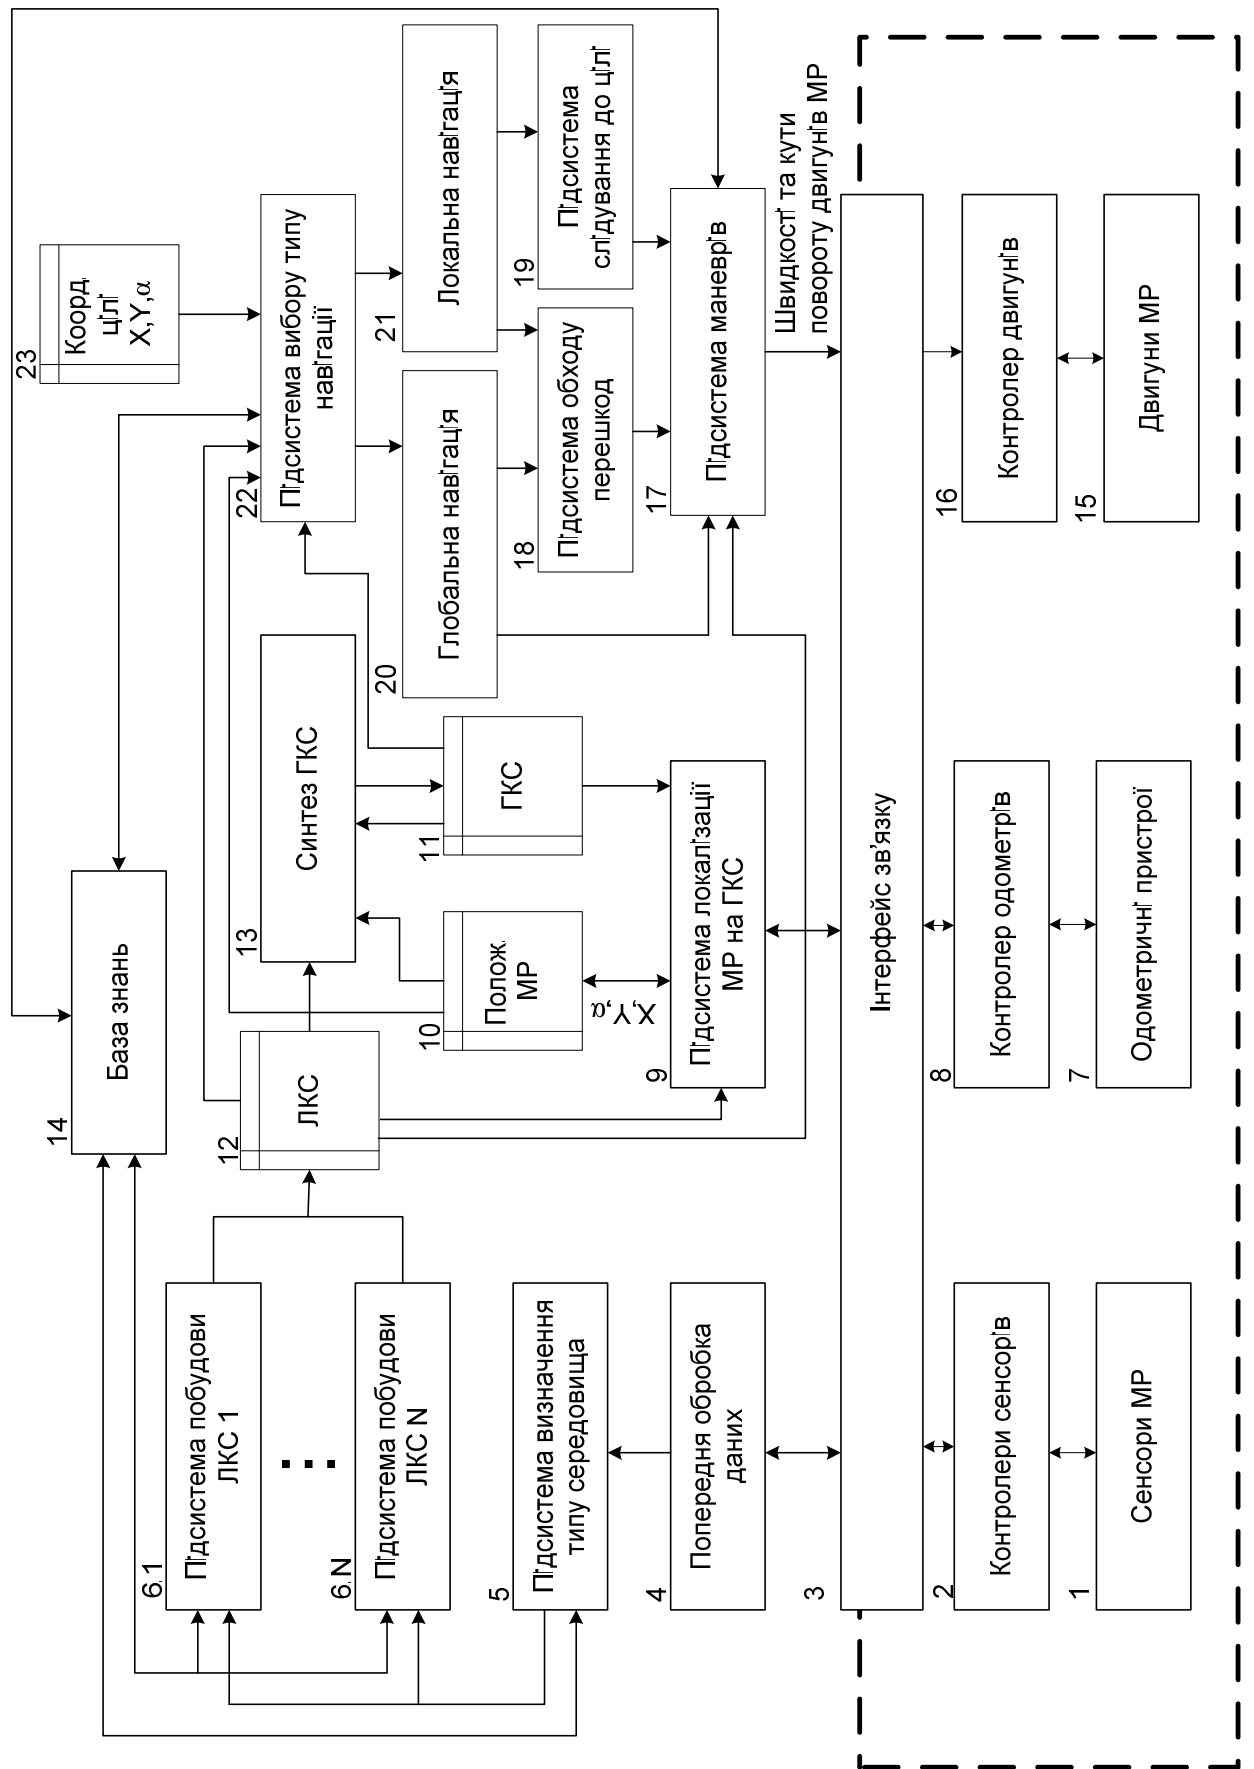 23
Коорд.
цілі
X,Y,α
14
База знань
6.1
Підсистема побудови
ЛКС 1
...
6.N
Підсистема побудови
ЛКС N
12
ЛКС
13
Синтез ГКС
22
Підсистема вибору типу
навігації
5
Підсистема визначення
типу середовища
10
Полож.
МР
X,Y,α
11
ГКС
20
Глобальна навігація
21
Локальна навігація
18
Підсистема обходу
перешкод
19
Підсистема
слідування до цілі
4
Попередня обробка
даних
9
Підсистема локалізації
МР на ГКС
17
Підсистема маневрів
Швидкості та кути
повороту двигунів МР
3
Інтерфейс зв'язку
2
Контролери сенсорів
8
Контролер одометрів
16
Контролер двигунів
1
Сенсори МР
7
Одометричні пристрої
15
Двигуни МР